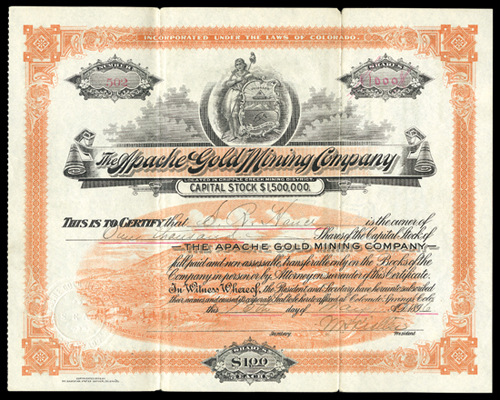 INCORPORATED UNDER THE LAWS OF COLORADO.
NUMBER
502
SHARES
1000
The Apache Gold Mining Company
LOCATED IN CRIPPLE CREEK MINING DISTRICT.
CAPITAL STOCK $1,500,000.
THIS IS TO CERTIFY that S. R. is the owner of
One thousand Shares of the Capital Stock of
THE APACHE GOLD MINING COMPANY
full paid and non assessable, transferable only on the Books of the
Company in person or by Attorney on surrender of this Certificate.
In Witness Whereof, the President and Secretary have hereunto subscribed
their names and caused the corporate Seal to be hereto affixed at Colorado Springs, Colo.,
this day of
Secretary President
SHARES
$1.00
EACH